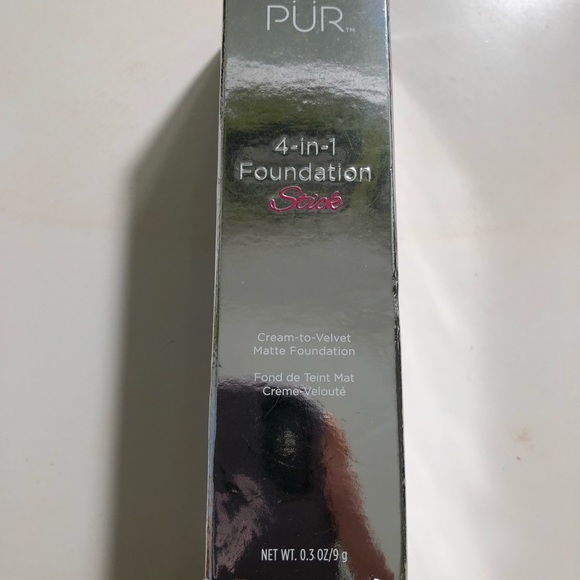 PÜR™
4-in-1
Foundation
Stick
Cream-to-Velvet
Matte Foundation
Fond de Teint Mat
Crème-Velouté
NET WT. 0.3 OZ/9 g